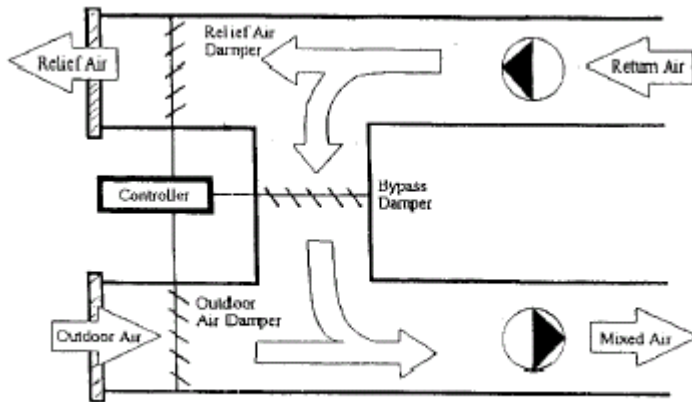 Relief Air
Damper
Relief Air
Return Air
Controller
Bypass
Damper
Outdoor
Air Damper
Outdoor Air
Mixed Air